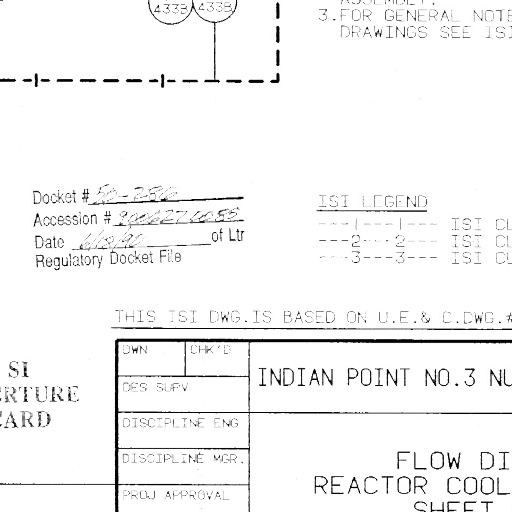 433B 433B
ASSEMBLY.
3.FOR GENERAL NOTE
DRAWINGS SEE ISI
Docket # 50-286
Accession # 9006270085
Date 6/18/90 of Ltr
Regulatory Docket File
ISI LEGEND
---1---1--- ISI CL
---2---2--- ISI CL
---3---3--- ISI CL
THIS ISI DWG.IS BASED ON U.E.& C.DWG.#
DWN CHK'D
DES SUPV
INDIAN POINT NO.3 NU
SI
ERTURE
CARD
DISCIPLINE ENG
DISCIPLINE MGR.
PROJ APPROVAL
FLOW DI
REACTOR COOL
SHEET